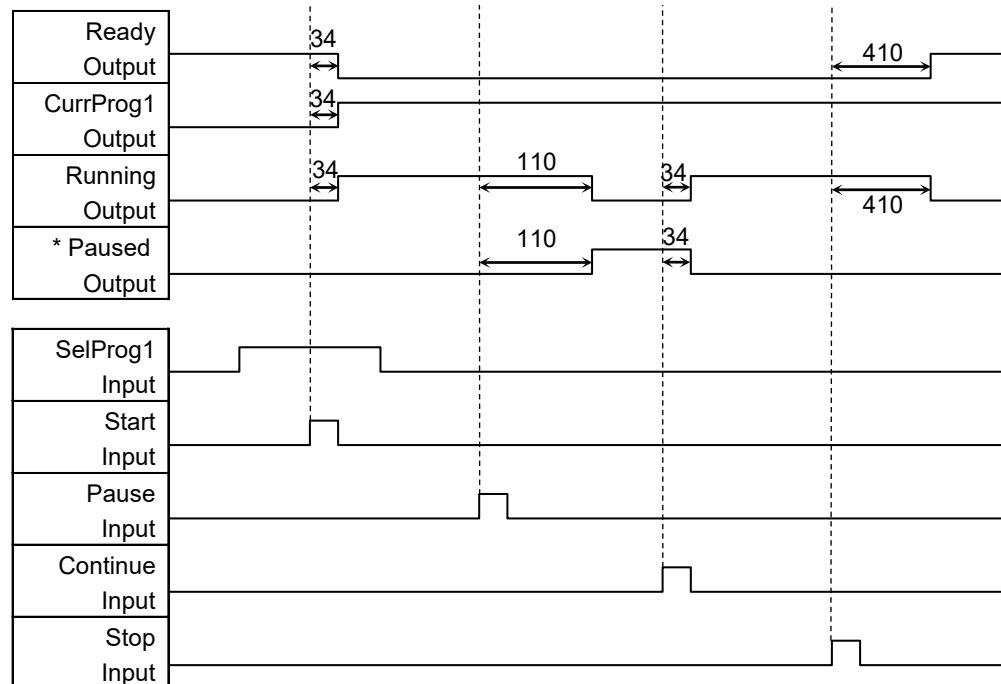 Ready
Output
34
410
CurrProg1
Output
34
Running
Output
34
110
34
410
* Paused
Output
110
34
SelProg1
Input
Start
Input
Pause
Input
Continue
Input
Stop
Input